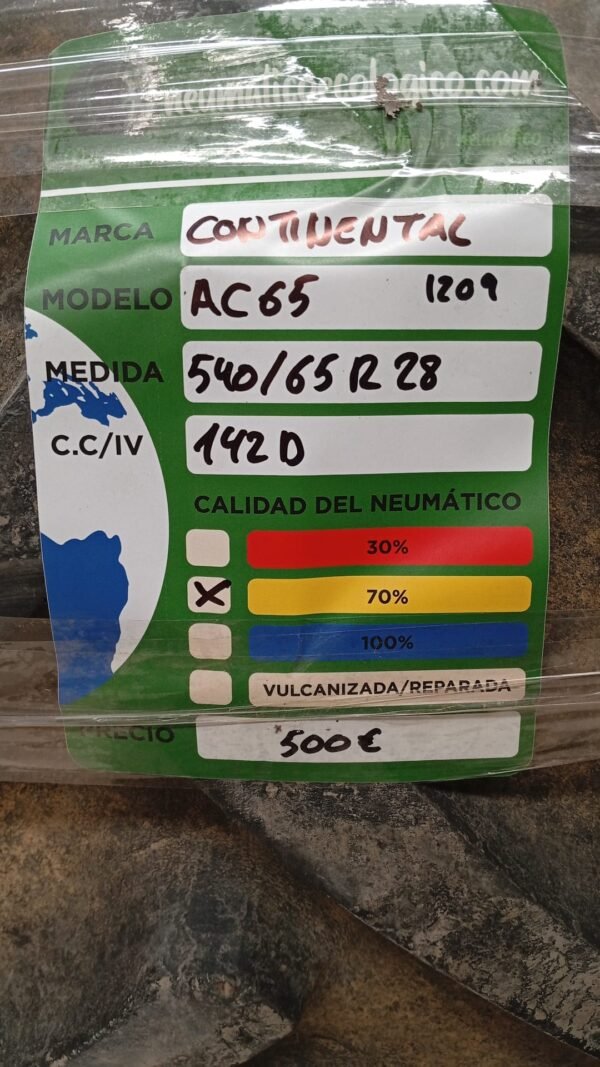 neumaticoecologico.com
MARCA CONTINENTAL
MODELO AC65 1209
MEDIDA 540/65 R 28
C.C/IV 142 D
CALIDAD DEL NEUMÁTICO
30%
X 70%
100%
VULCANIZADA/REPARADA
PRECIO 500€